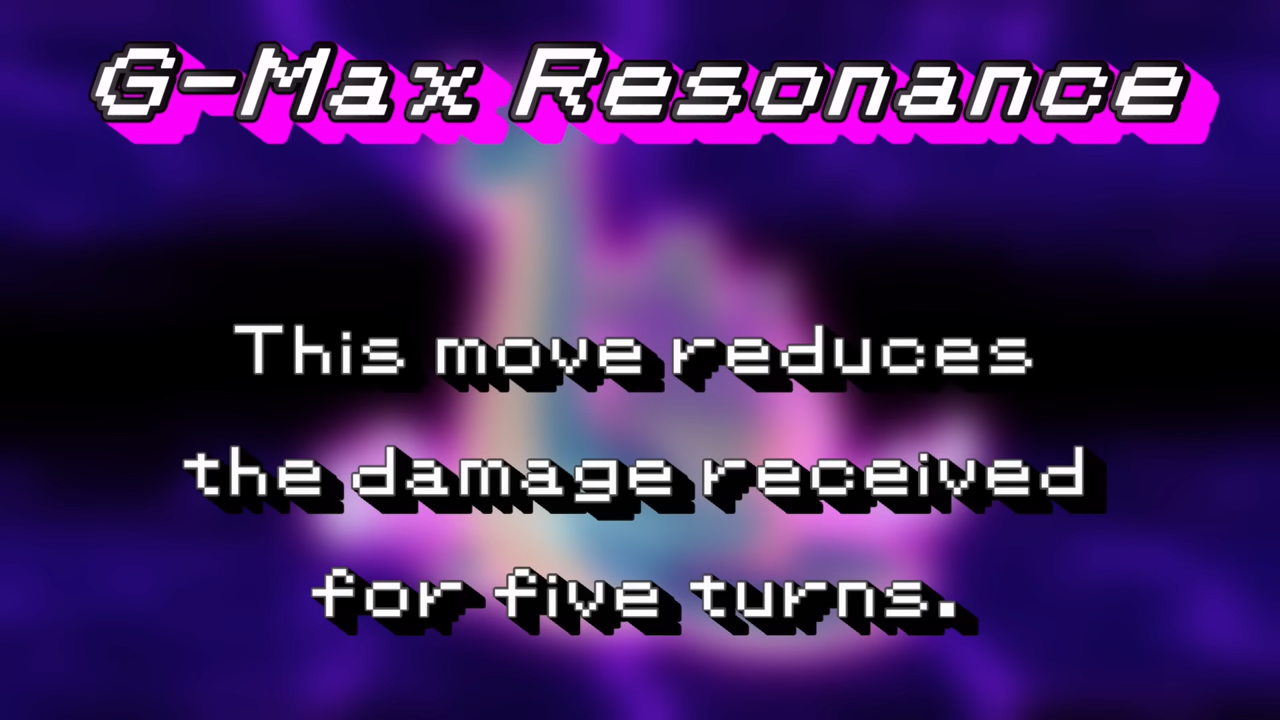 G-Max Resonance
This move reduces
the damage received
for five turns.